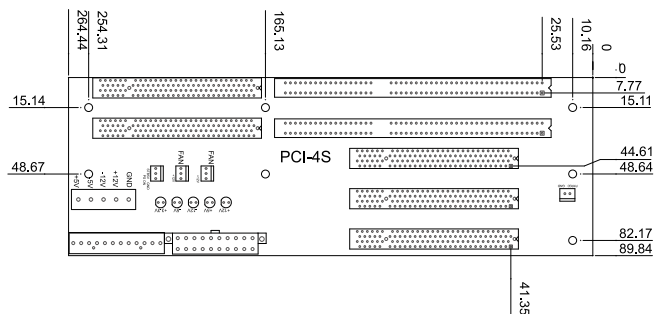 264.44
254.31
165.13
25.53
10.16
0
0
7.77
15.14
15.11
PCI-4S
44.61
48.67
48.64
FAN
FAN
+5V
-5V
-12V
+12V
GND
82.17
89.84
41.35